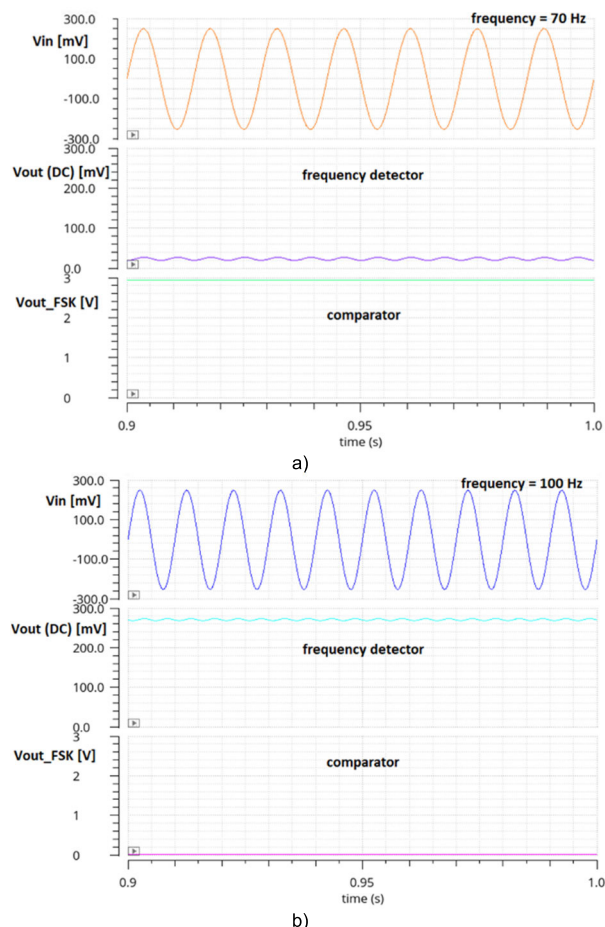 300.0
frequency = 70 Hz
Vin [mV]
100.0
-100.0
300.0
300.0
Vout (DC) [mV]
frequency detector
200.0
100.0
0.0
3
Vout_FSK [V]
comparator
2
1
0
0.9 0.95 1.0
time (s)
a)
300.0
frequency = 100 Hz
Vin [mV]
100.0
-100.0
-300.0
300.0
Vout (DC) [mV]
frequency detector
200.0
100.0
0.0
3
Vout_FSK [V]
comparator
2
1
0
0.9 0.95 1.0
time (s)
b)